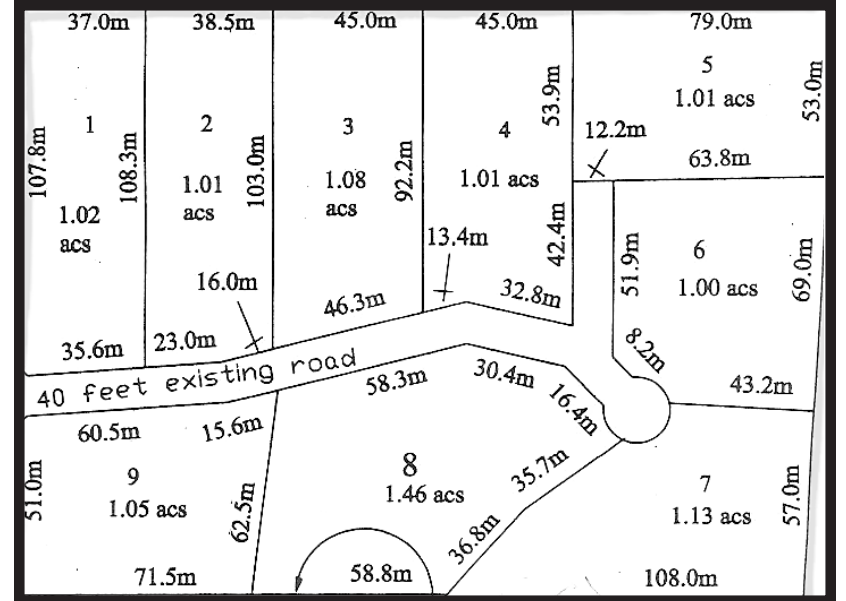 37.0m
38.5m
45.0m
45.0m
79.0m
107.8m
1
1.02
acs
108.3m
35.6m
2
1.01
acs
103.0m
16.0m
23.0m
3
1.08
acs
92.2m
46.3m
4
1.01 acs
53.9m
42.4m
13.4m
32.8m
5
1.01 acs
53.0m
12.2m
63.8m
6
1.00 acs
51.9m
69.0m
8.2m
43.2m
40 feet existing road
60.5m
15.6m
9
1.05 acs
51.0m
62.5m
71.5m
58.3m
30.4m
16.4m
8
1.46 acs
35.7m
36.8m
58.8m
7
1.13 acs
57.0m
108.0m